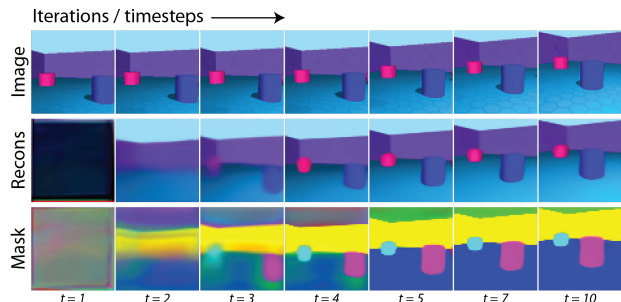 Iterations / timesteps
Image
Recons
Mask
t = 1 t = 2 t = 3 t = 4 t = 5 t = 7 t = 10